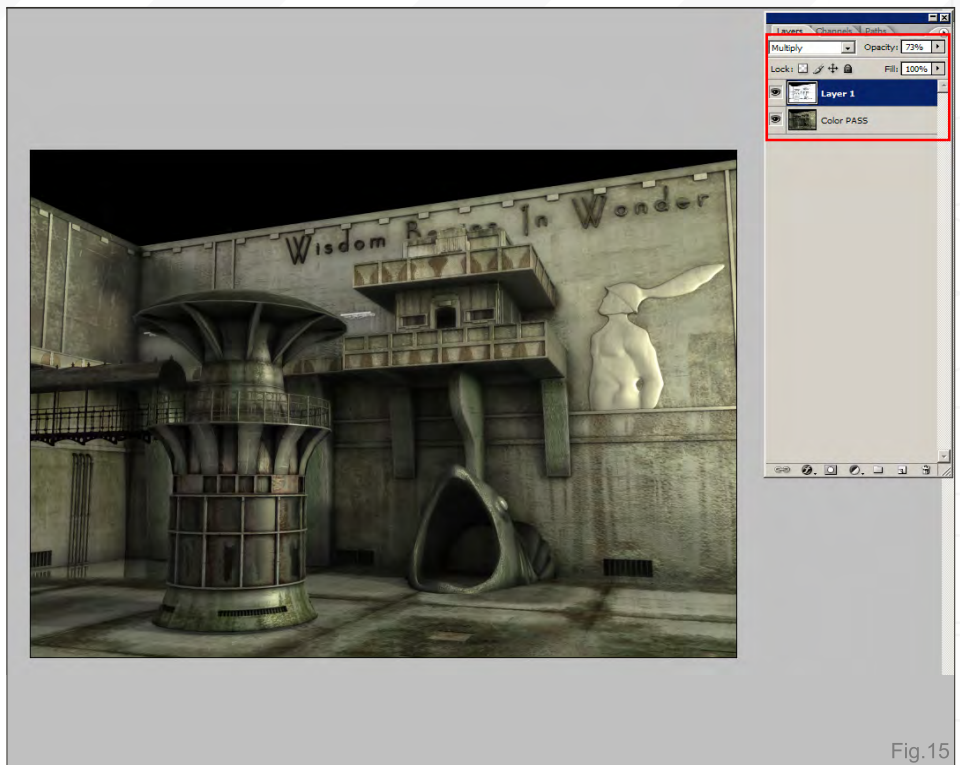 Layers Channels Paths
Multiply Opacity: 73%
Lock: Fill: 100%
Layer 1
Color PASS
Wisdom In Wonder
Fig.15